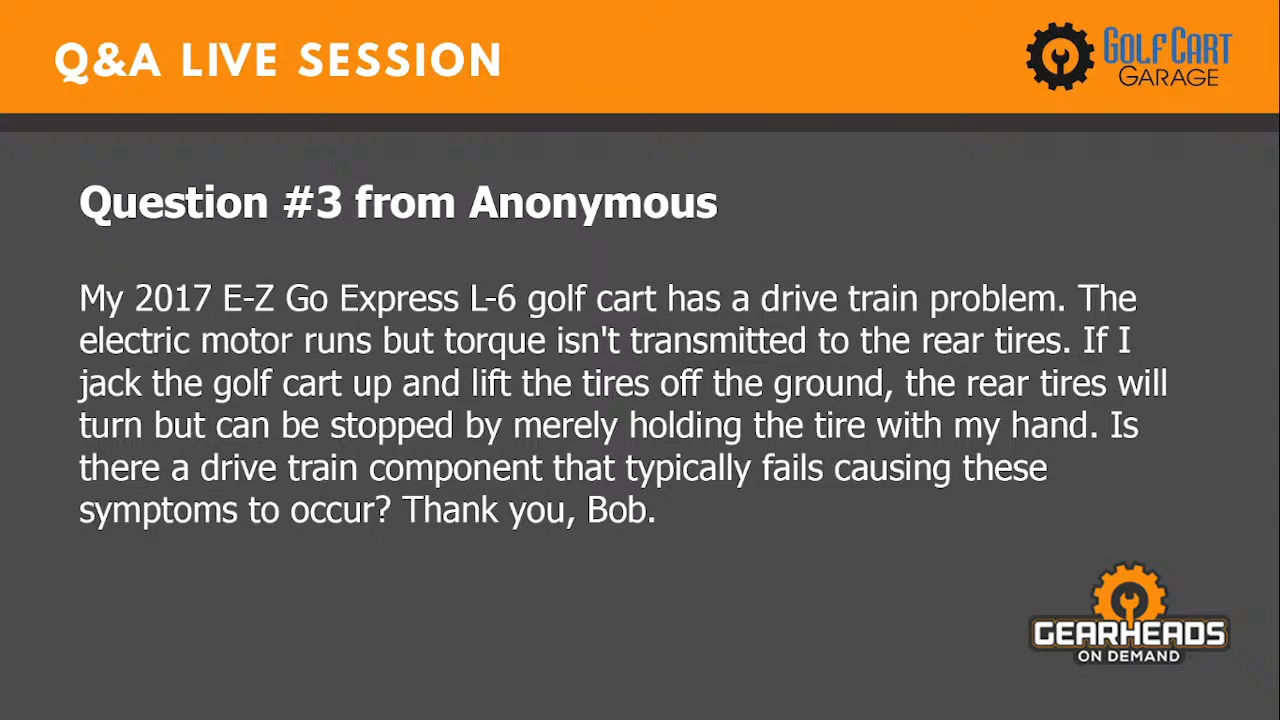 Q&A LIVE SESSION
GOLF CART
GARAGE
Question #3 from Anonymous
My 2017 E-Z Go Express L-6 golf cart has a drive train problem. The
electric motor runs but torque isn't transmitted to the rear tires. If I
jack the golf cart up and lift the tires off the ground, the rear tires will
turn but can be stopped by merely holding the tire with my hand. Is
there a drive train component that typically fails causing these
symptoms to occur? Thank you, Bob.
GEARHEADS
ON DEMAND